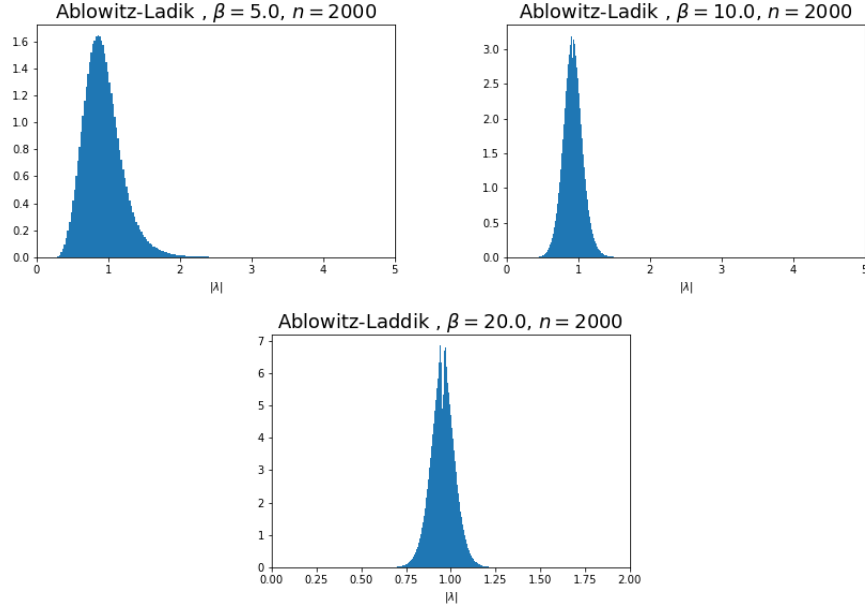 Ablowitz-Ladik , β = 5.0, n = 2000
1.6
1.4
1.2
1.0
0.8
0.6
0.4
0.2
0.0
0 1 2 3 4 5
|λ|
Ablowitz-Ladik , β = 10.0, n = 2000
3.0
2.5
2.0
1.5
1.0
0.5
0.0
0 1 2 3 4 5
|λ|
Ablowitz-Laddik , β = 20.0, n = 2000
7
6
5
4
3
2
1
0
0.00 0.25 0.50 0.75 1.00 1.25 1.50 1.75 2.00
|λ|